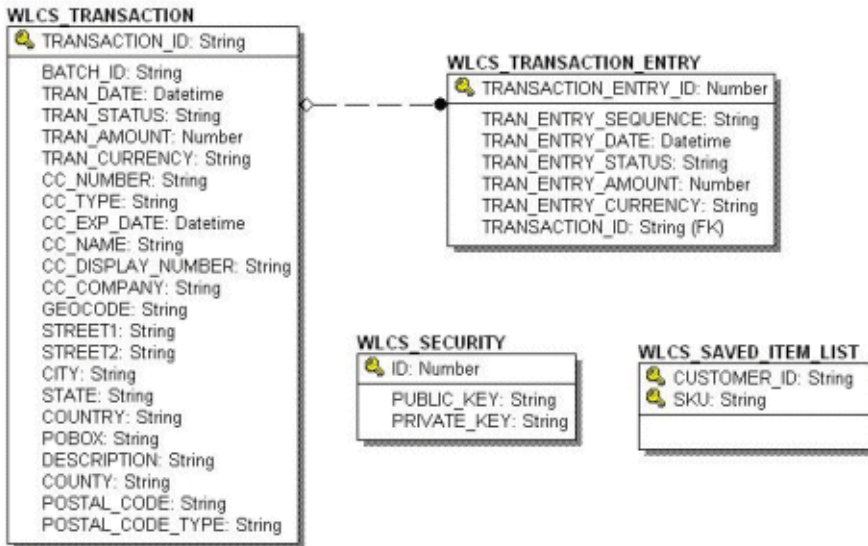 WLCS_TRANSACTION
TRANSACTION_ID: String
BATCH_ID: String
TRAN_DATE: Datetime
TRAN_STATUS: String
TRAN_AMOUNT: Number
TRAN_CURRENCY: String
CC_NUMBER: String
CC_TYPE: String
CC_EXP_DATE: Datetime
CC_NAME: String
CC_DISPLAY_NUMBER: String
CC_COMPANY: String
GEOCODE: String
STREET1: String
STREET2: String
CITY: String
STATE: String
COUNTRY: String
POBOX: String
DESCRIPTION: String
COUNTY: String
POSTAL_CODE: String
POSTAL_CODE_TYPE: String
WLCS_TRANSACTION_ENTRY
TRANSACTION_ENTRY_ID: Number
TRAN_ENTRY_SEQUENCE: String
TRAN_ENTRY_DATE: Datetime
TRAN_ENTRY_STATUS: String
TRAN_ENTRY_AMOUNT: Number
TRAN_ENTRY_CURRENCY: String
TRANSACTION_ID: String (FK)
WLCS_SECURITY
ID: Number
PUBLIC_KEY: String
PRIVATE_KEY: String
WLCS_SAVED_ITEM_LIST
CUSTOMER_ID: String
SKU: String